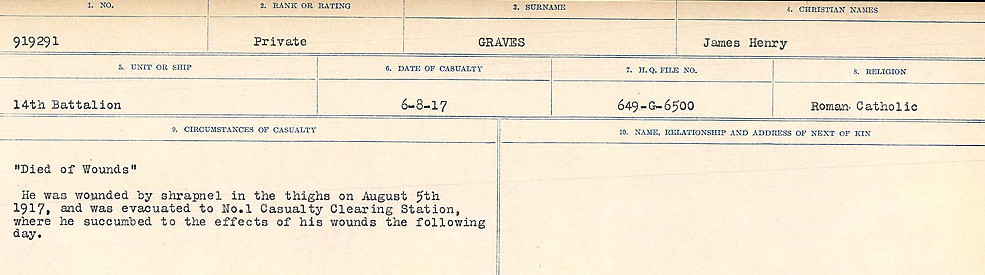 1. NO. 2. RANK OR RATING 3. SURNAME 4. CHRISTIAN NAMES
919291 Private GRAVES James Henry
5. UNIT OR SHIP 6. DATE OF CASUALTY 7. H.Q. FILE NO. 8. RELIGION
14th Battalion 6-8-17 649-G-6500 Roman Catholic
9. CIRCUMSTANCES OF CASUALTY 10. NAME, RELATIONSHIP AND ADDRESS OF NEXT OF KIN
"Died of Wounds"
He was wounded by shrapnel in the thighs on August 5th
1917, and was evacuated to No.1 Casualty Clearing Station,
where he succumbed to the effects of his wounds the following
day.